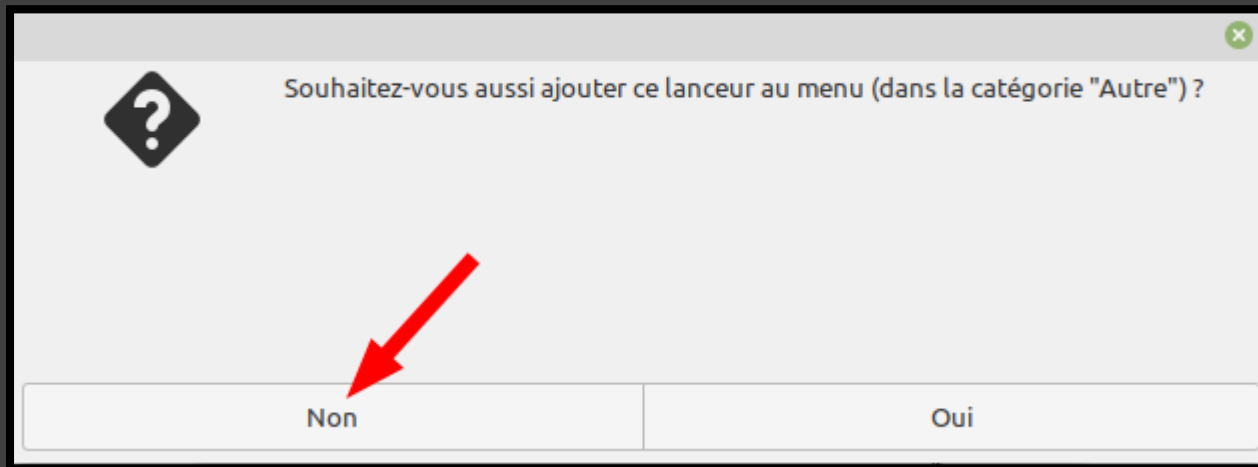 Souhaitez-vous aussi ajouter ce lanceur au menu (dans la catégorie "Autre") ?
Non
Oui